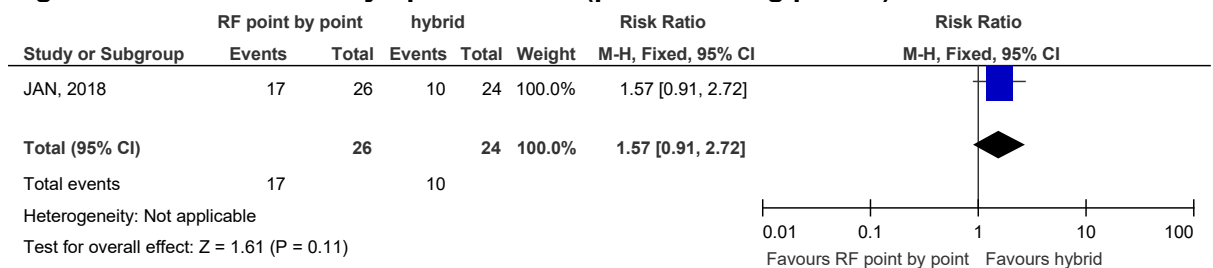 RF point by point hybrid Risk Ratio Risk Ratio
Study or Subgroup Events Total Events Total Weight M-H, Fixed, 95% CI M-H, Fixed, 95% CI
JAN, 2018 17 26 10 24 100.0% 1.57 [0.91, 2.72]
Total (95% CI) 26 24 100.0% 1.57 [0.91, 2.72]
Total events 17 10
Heterogeneity: Not applicable
Test for overall effect: Z = 1.61 (P = 0.11)
0.01 0.1 1 10 100
Favours RF point by point Favours hybrid